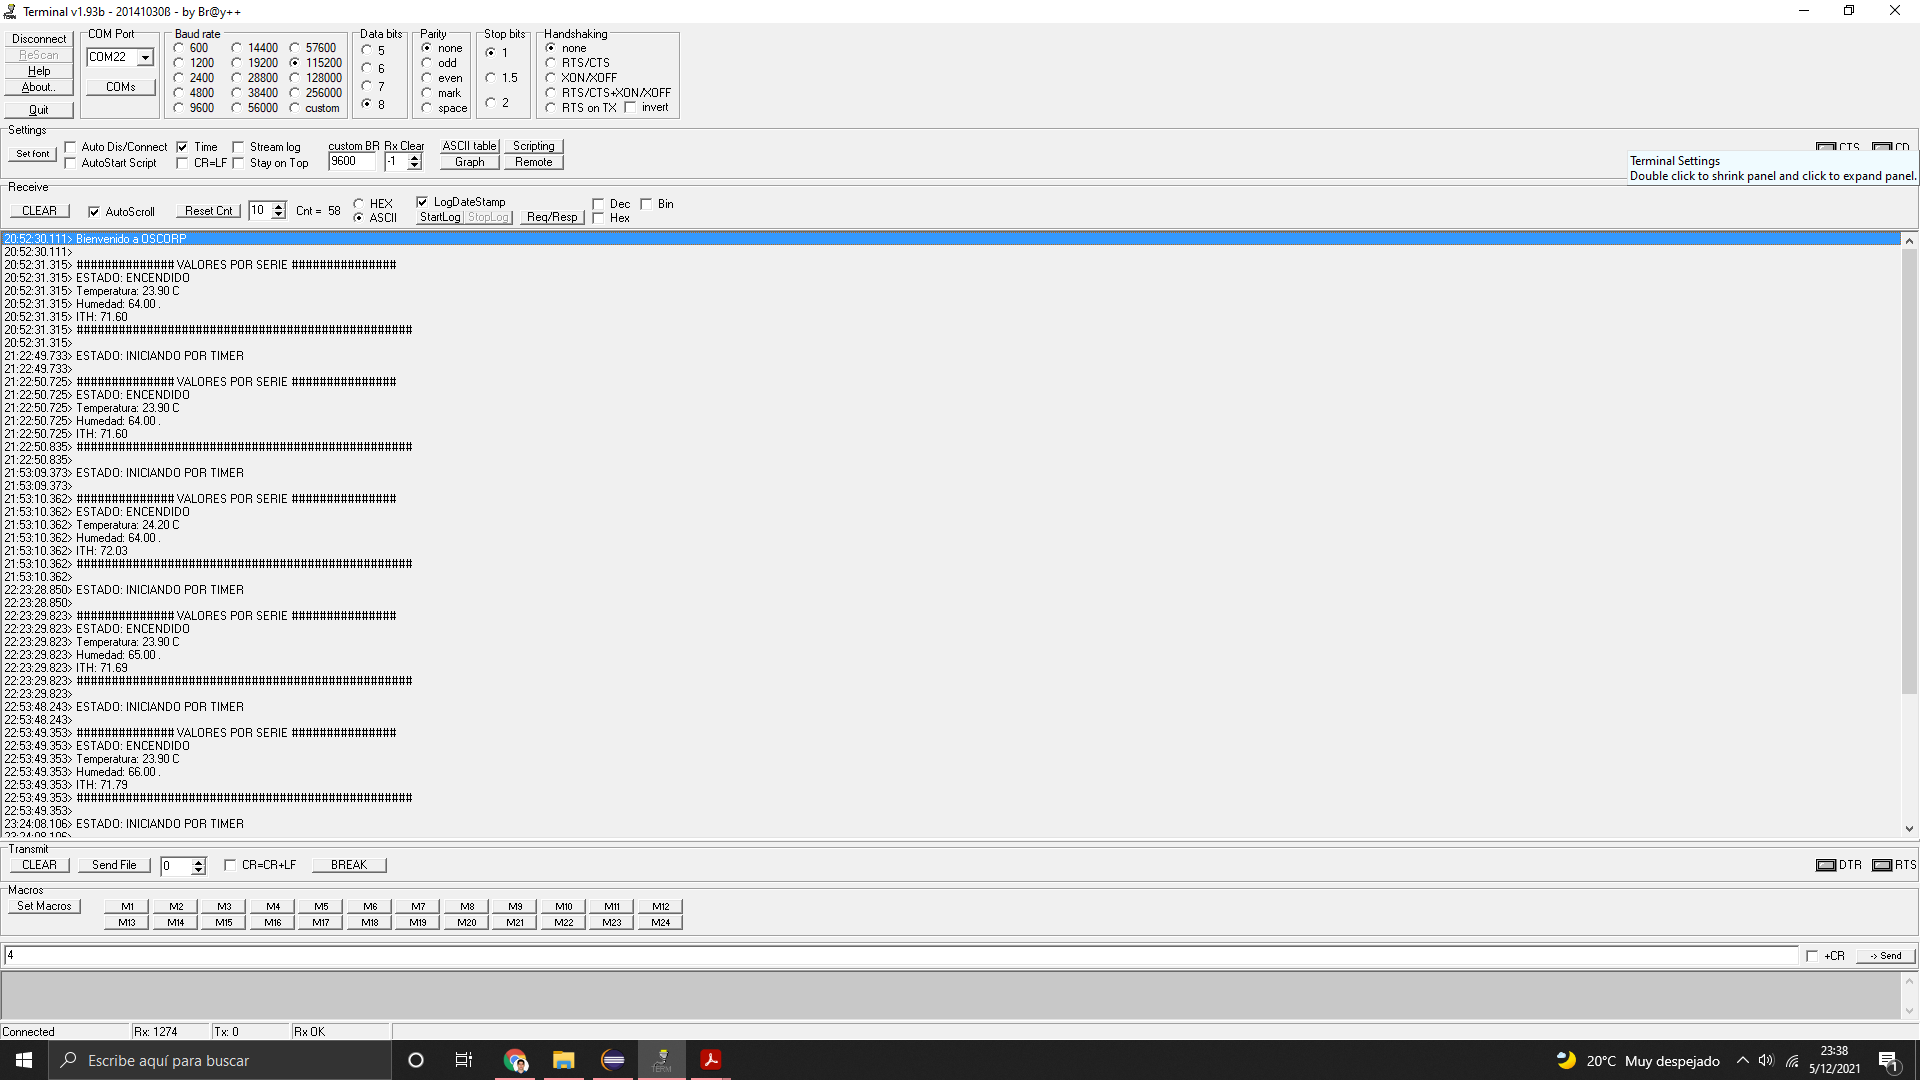 Terminal v1.93b - 20141030ß - by Br@y++
Disconnect
ReScan
Help
About..
Quit
COM Port
COM22
COMs
Baud rate
600 14400 57600
1200 19200 115200
2400 28800 128000
4800 38400 256000
9600 56000 custom
Data bits
5
6
7
8
Parity
none
odd
even
mark
space
Stop bits
1
1.5
2
Handshaking
none
RTS/CTS
XON/XOFF
RTS/CTS+XON/XOFF
RTS on TX invert
Settings
Set font
Auto Dis/Connect Time Stream log
AutoStart Script CR=LF Stay on Top
custom BR Rx Clear
9600 -1
ASCII table Scripting
Graph Remote
CTS CD
Terminal Settings
Double click to shrink panel and click to expand panel.
Receive
CLEAR AutoScroll Reset Cnt 10 Cnt = 58
HEX
ASCII
LogDateStamp
StartLog StopLog Req/Resp
Dec Bin
Hex
20:52:30.111> Bienvenido a OSCORP
20:52:30.111>
20:52:31.315> ############## VALORES POR SERIE ###############
20:52:31.315> ESTADO: ENCENDIDO
20:52:31.315> Temperatura: 23.90 C
20:52:31.315> Humedad: 64.00 .
20:52:31.315> ITH: 71.60
20:52:31.315> ################################################
20:52:31.315>
21:22:49.733> ESTADO: INICIANDO POR TIMER
21:22:49.733>
21:22:50.725> ############## VALORES POR SERIE ###############
21:22:50.725> ESTADO: ENCENDIDO
21:22:50.725> Temperatura: 23.90 C
21:22:50.725> Humedad: 64.00 .
21:22:50.725> ITH: 71.60
21:22:50.835> ################################################
21:22:50.835>
21:53:09.373> ESTADO: INICIANDO POR TIMER
21:53:09.373>
21:53:10.362> ############## VALORES POR SERIE ###############
21:53:10.362> ESTADO: ENCENDIDO
21:53:10.362> Temperatura: 24.20 C
21:53:10.362> Humedad: 64.00 .
21:53:10.362> ITH: 72.03
21:53:10.362> ################################################
21:53:10.362>
22:23:28.850> ESTADO: INICIANDO POR TIMER
22:23:28.850>
22:23:29.823> ############## VALORES POR SERIE ###############
22:23:29.823> ESTADO: ENCENDIDO
22:23:29.823> Temperatura: 23.90 C
22:23:29.823> Humedad: 65.00 .
22:23:29.823> ITH: 71.69
22:23:29.823> ################################################
22:23:29.823>
22:53:48.243> ESTADO: INICIANDO POR TIMER
22:53:48.243>
22:53:49.353> ############## VALORES POR SERIE ###############
22:53:49.353> ESTADO: ENCENDIDO
22:53:49.353> Temperatura: 23.90 C
22:53:49.353> Humedad: 66.00 .
22:53:49.353> ITH: 71.79
22:53:49.353> ################################################
22:53:49.353>
23:24:08.106> ESTADO: INICIANDO POR TIMER
23:24:08.106>
Transmit
CLEAR Send File 0 CR=CR+LF BREAK
DTR RTS
Macros
Set Macros
M1 M2 M3 M4 M5 M6 M7 M8 M9 M10 M11 M12
M13 M14 M15 M16 M17 M18 M19 M20 M21 M22 M23 M24
4
+CR -> Send
Connected Rx: 1274 Tx: 0 Rx OK
Escribe aquí para buscar
TERM
20°C Muy despejado
23:38
5/12/2021
1